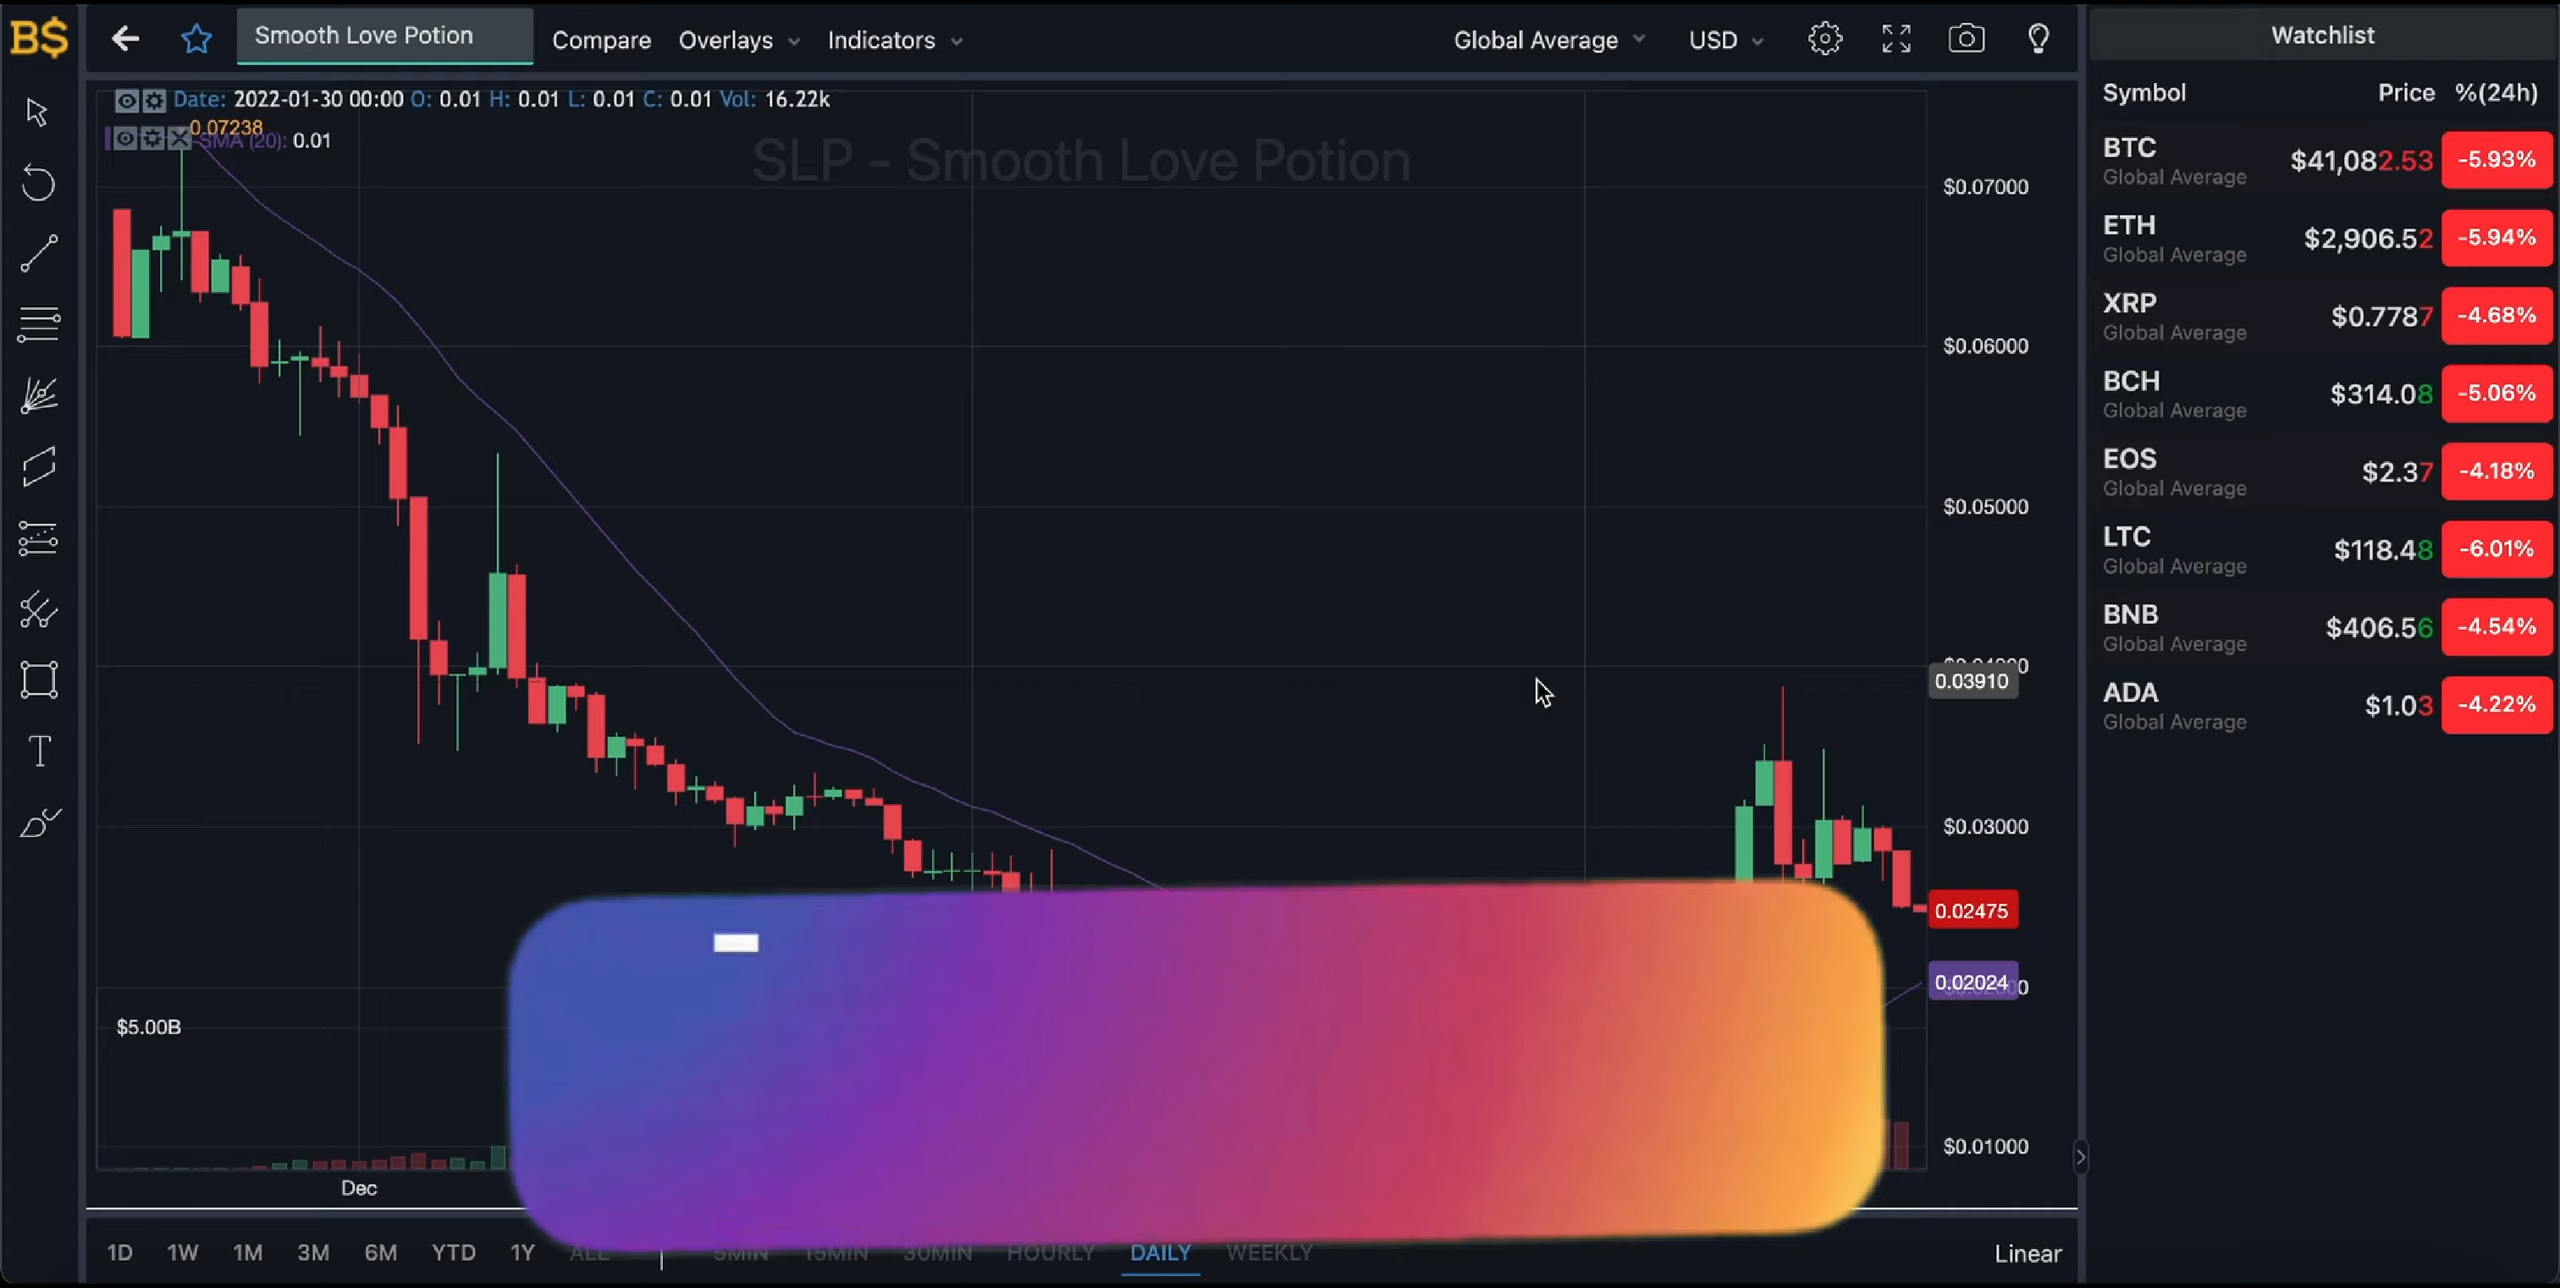 B$
Smooth Love Potion
Compare
Overlays
Indicators
Global Average
USD
Date: 2022-01-30 00:00 O: 0.01 H: 0.01 L: 0.01 C: 0.01 Vol: 16.22k
0.07238
SMA (20): 0.01
SLP - Smooth Love Potion
$0.07000
$0.06000
$0.05000
0.03910
$0.03000
0.02475
0.02024
$0.01000
$5.00B
Dec
1D 1W 1M 3M 6M YTD 1Y ALL 5MIN 15MIN 30MIN HOURLY DAILY WEEKLY
Linear
Watchlist
Symbol Price %(24h)
BTC $41,082.53 -5.93%
Global Average
ETH $2,906.52 -5.94%
Global Average
XRP $0.7787 -4.68%
Global Average
BCH $314.08 -5.06%
Global Average
EOS $2.37 -4.18%
Global Average
LTC $118.48 -6.01%
Global Average
BNB $406.56 -4.54%
Global Average
ADA $1.03 -4.22%
Global Average